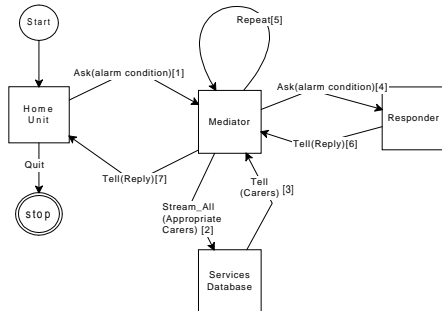 Start
Repeat[5]
Ask(alarm condition)[1]
Ask(alarm condition)[4]
Home
Unit
Mediator
Responder
Tell(Reply)[6]
Quit
Tell(Reply)[7]
Tell
(Carers) [3]
Stream_All
(Appropriate
Carers) [2]
stop
Services
Database